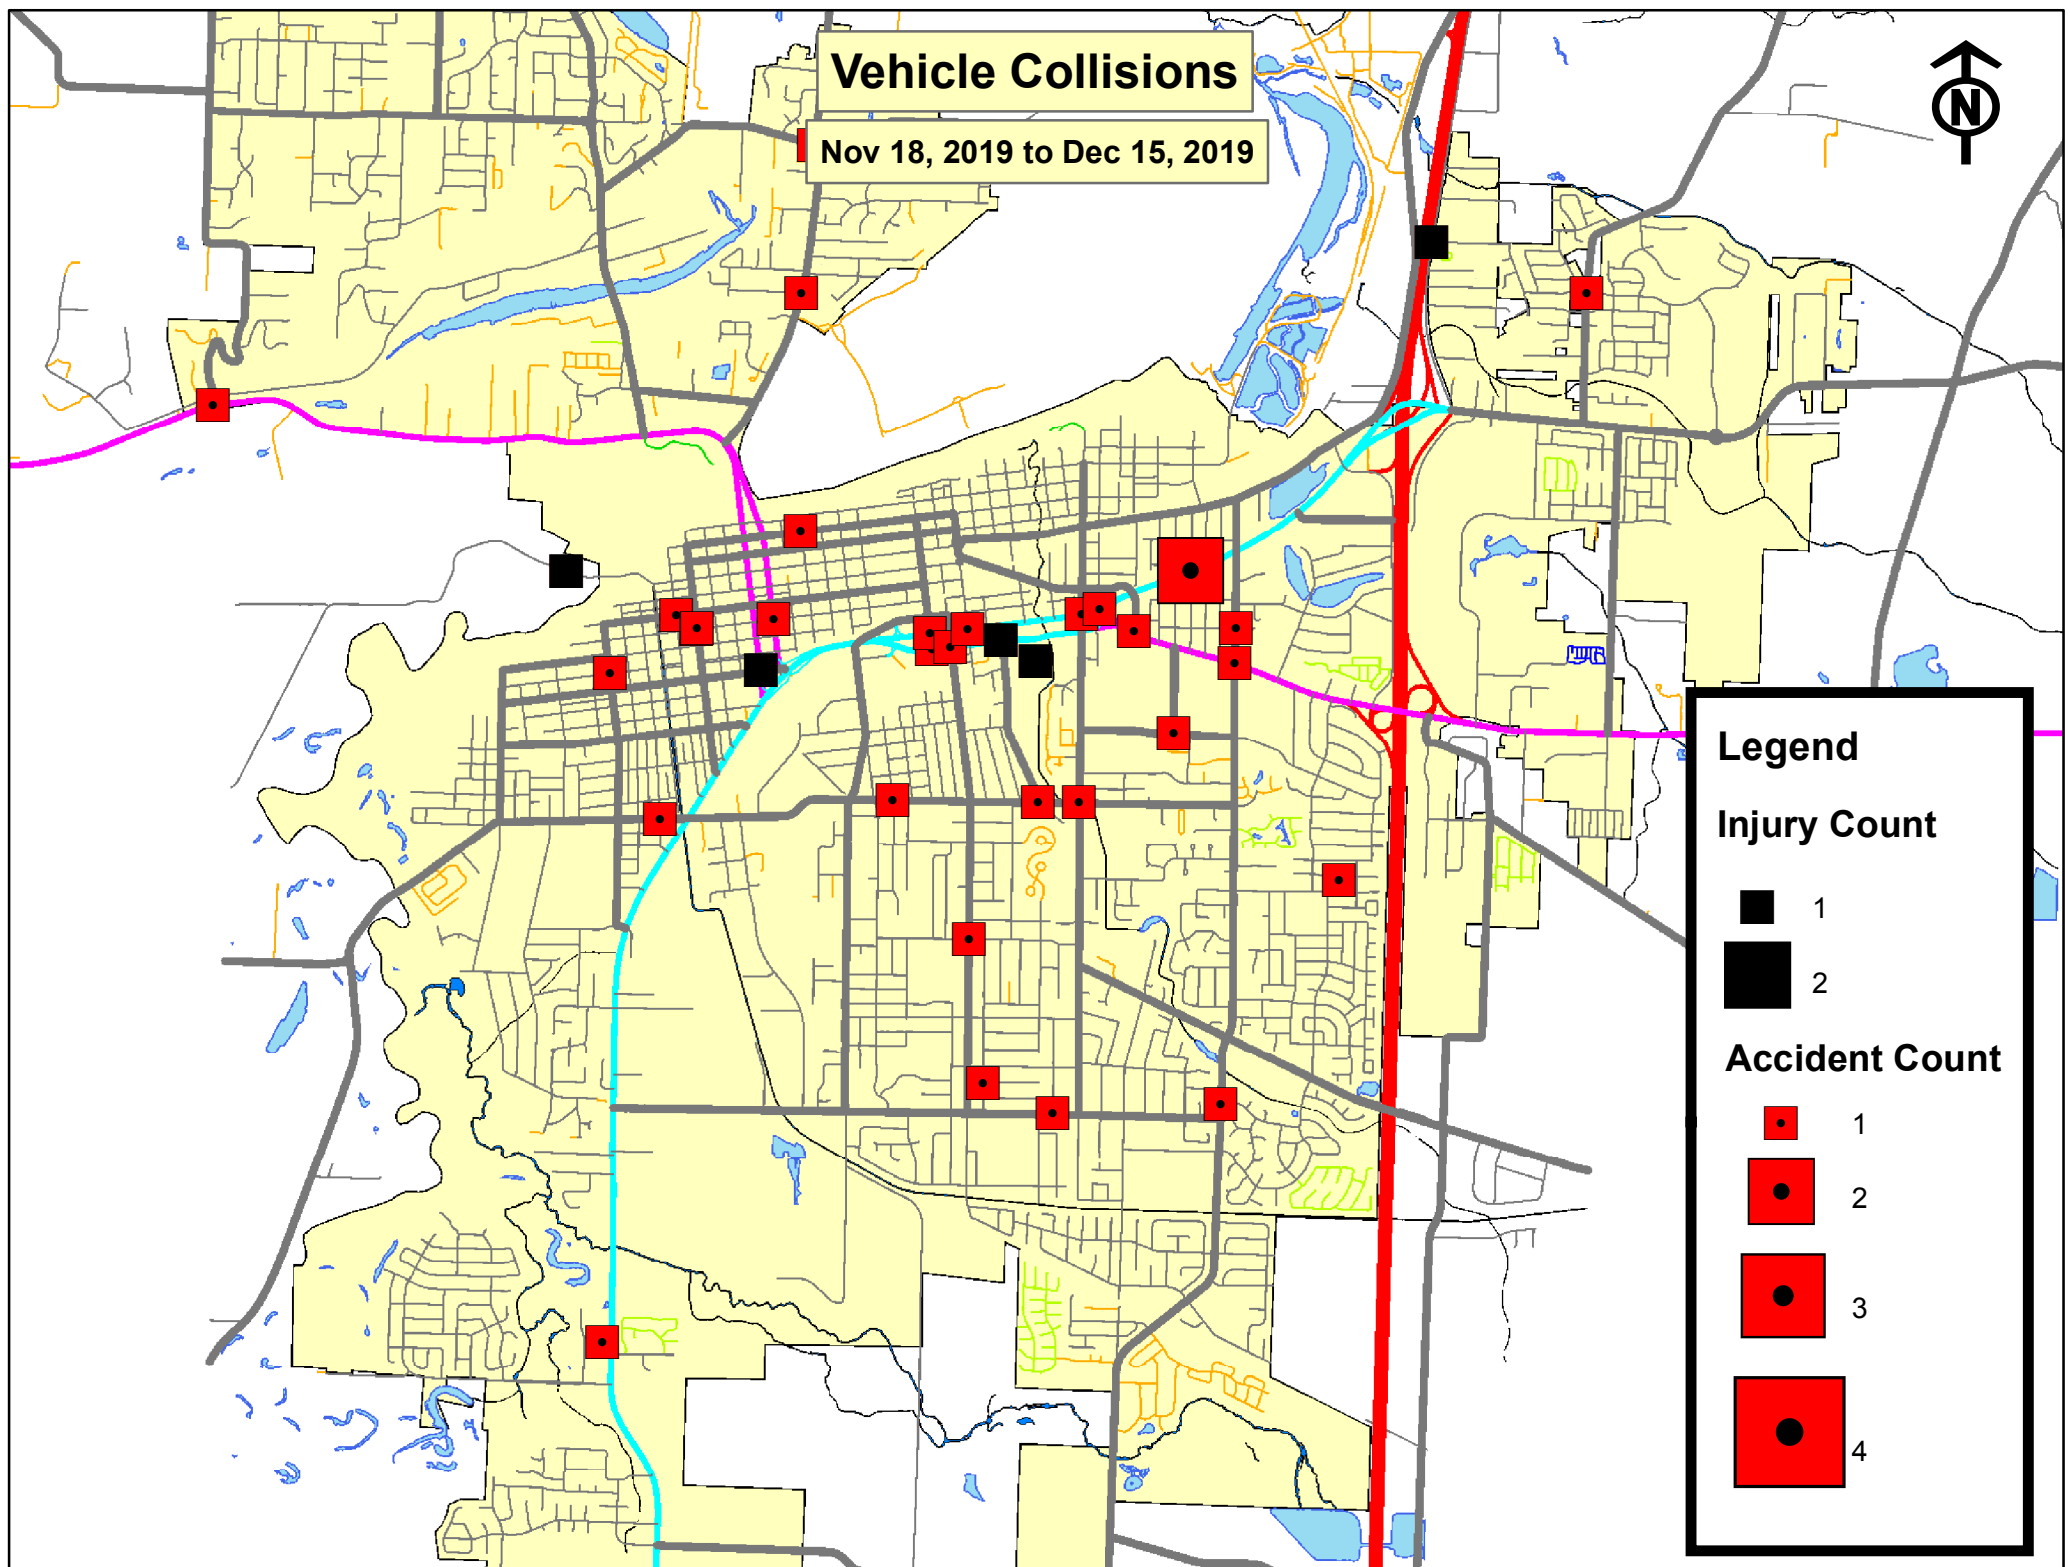 Vehicle Collisions
Nov 18, 2019 to Dec 15, 2019
N
Legend
Injury Count
1
2
Accident Count
1
2
3
4